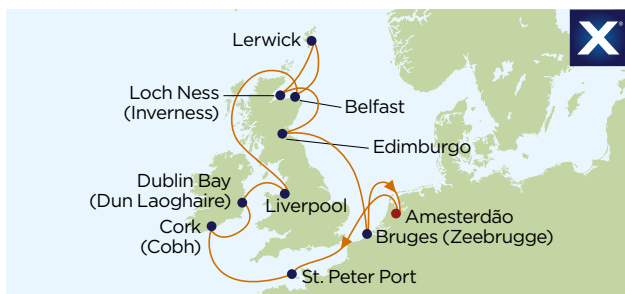 X
Lerwick
Loch Ness
(Inverness)
Belfast
Edimburgo
Dublin Bay
(Dun Laoghaire)
Liverpool
Cork
(Cobh)
Amesterdão
Bruges (Zeebrugge)
St. Peter Port